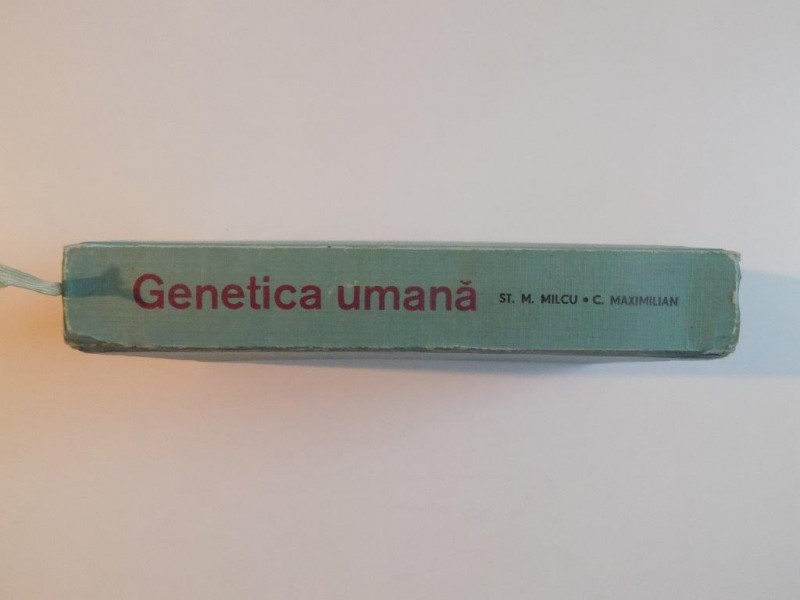 Genetica umană ST. M. MILCU • C. MAXIMILIAN